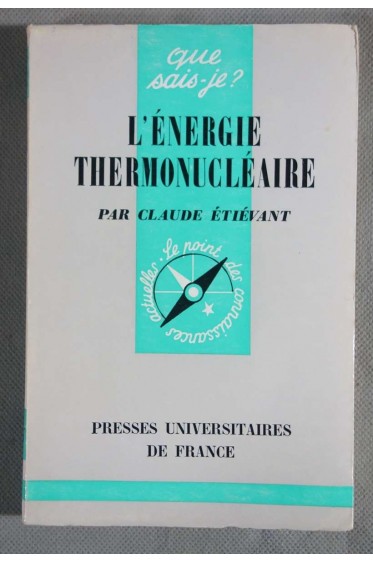 que
sais-je?
L'ÉNERGIE
THERMONUCLÉAIRE
PAR CLAUDE ÉTIÉVANT
Le point des connaissances actuelles.
PRESSES UNIVERSITAIRES
DE FRANCE